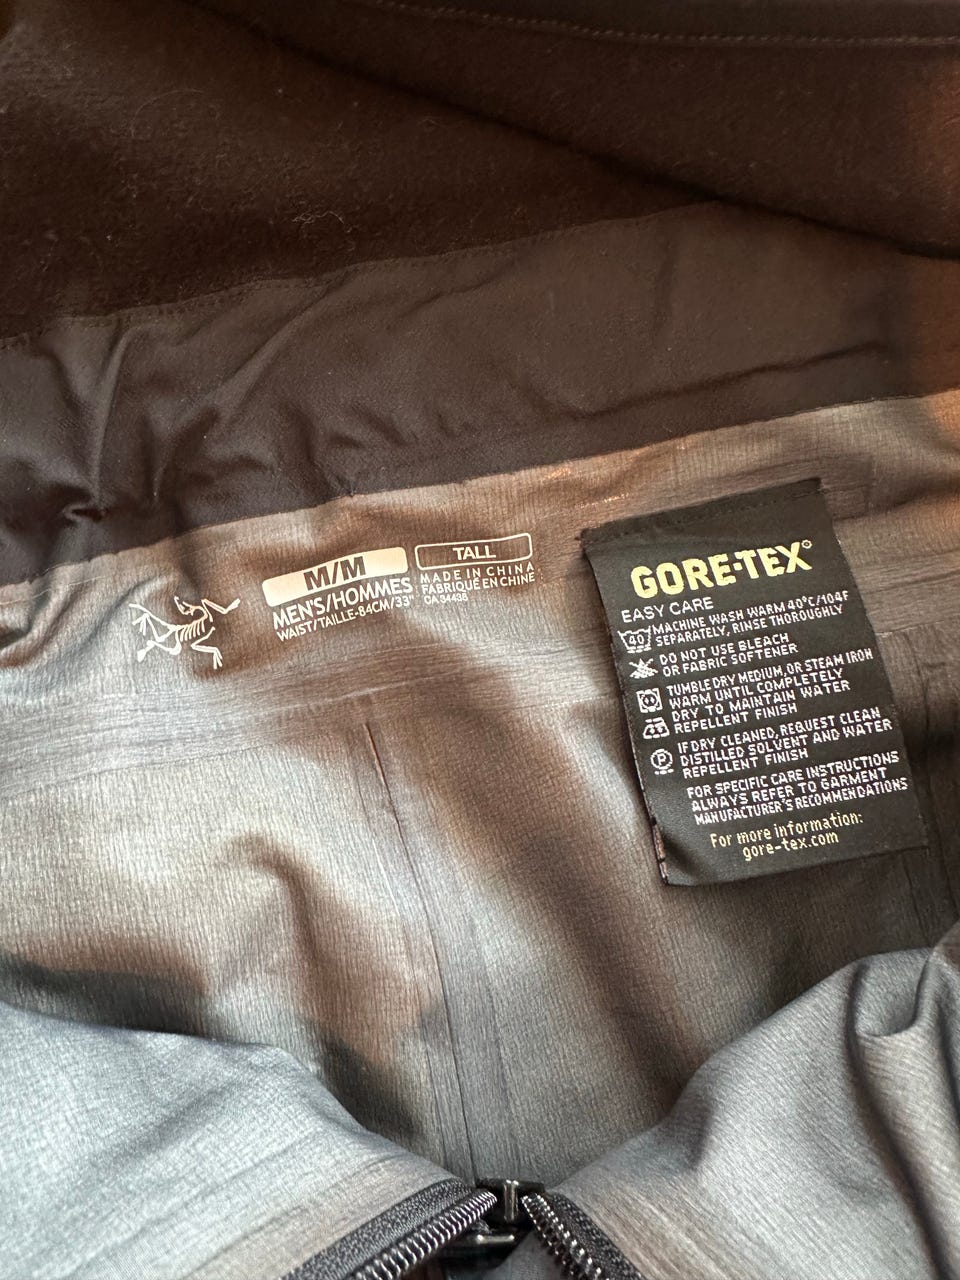 M/M
MEN'S/HOMMES
WAIST/TAILLE-84CM/33"
TALL
MADE IN CHINA
FABRIQUÉ EN CHINE
CA 34438
GORE-TEX®
EASY CARE
40 MACHINE WASH WARM 40°C/104F
SEPARATELY, RINSE THOROUGHLY
DO NOT USE BLEACH
OR FABRIC SOFTENER
TUMBLE DRY MEDIUM, OR STEAM IRON
WARM UNTIL COMPLETELY
DRY TO MAINTAIN WATER
REPELLENT FINISH
P IF DRY CLEANED, REQUEST CLEAN
DISTILLED SOLVENT AND WATER
REPELLENT FINISH
FOR SPECIFIC CARE INSTRUCTIONS
ALWAYS REFER TO GARMENT
MANUFACTURER'S RECOMMENDATIONS
For more information:
gore-tex.com